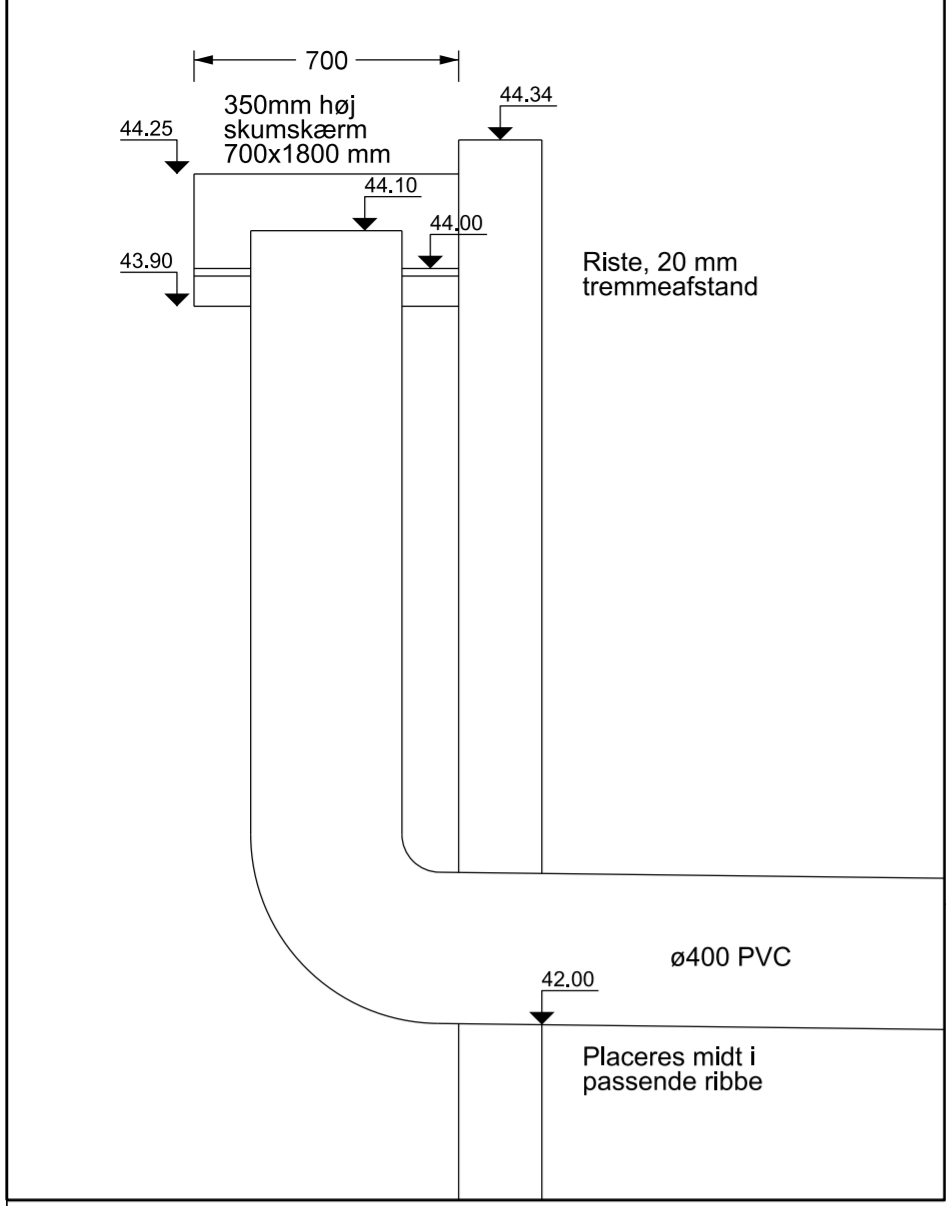 700
350mm høj
skumskærm
700x1800 mm
44.34
44.25
44.10
44.00
43.90
Riste, 20 mm
tremmeafstand
ø400 PVC
42.00
Placeres midt i
passende ribbe